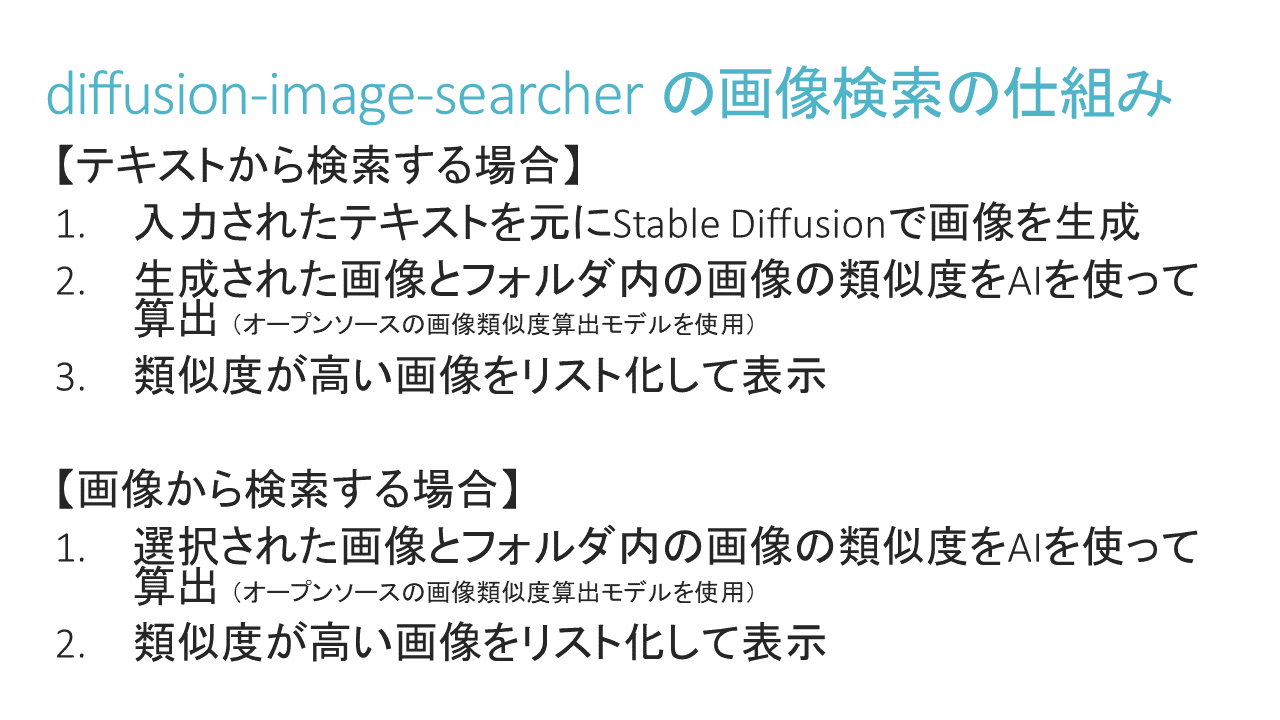 diffusion-image-searcher の画像検索の仕組み
【テキストから検索する場合】
1. 入力されたテキストを元にStable Diffusionで画像を生成
2. 生成された画像とフォルダ内の画像の類似度をAIを使って
算出（オープンソースの画像類似度算出モデルを使用）
3. 類似度が高い画像をリスト化して表示
【画像から検索する場合】
1. 選択された画像とフォルダ内の画像の類似度をAIを使って
算出（オープンソースの画像類似度算出モデルを使用）
2. 類似度が高い画像をリスト化して表示